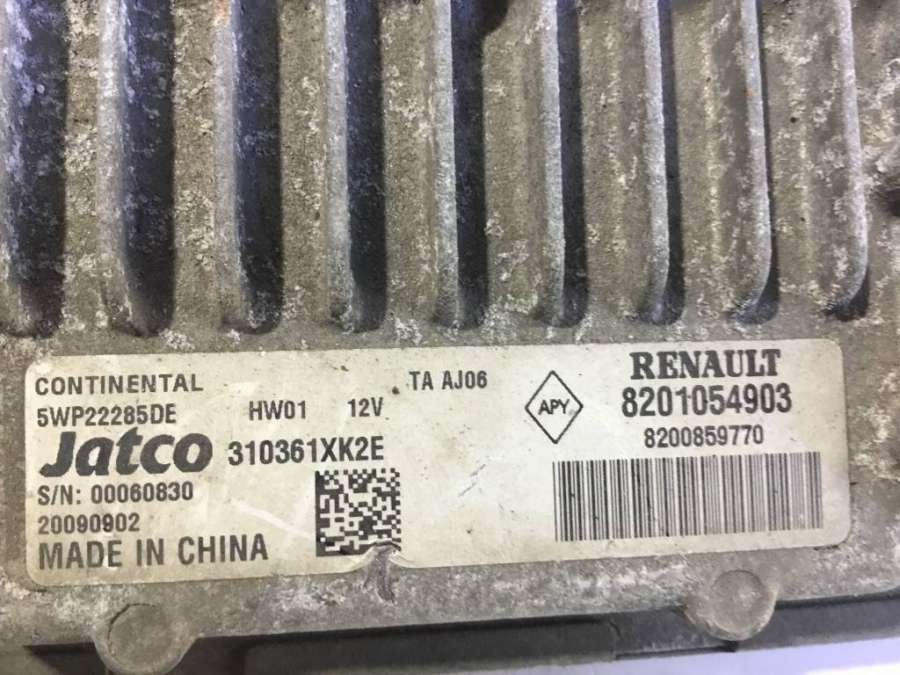 CONTINENTAL
5WP22285DE HW01 12V TA AJ06
Jatco 310361XK2E
S/N: 00060830
20090902
MADE IN CHINA
APY
RENAULT
8201054903
8200859770